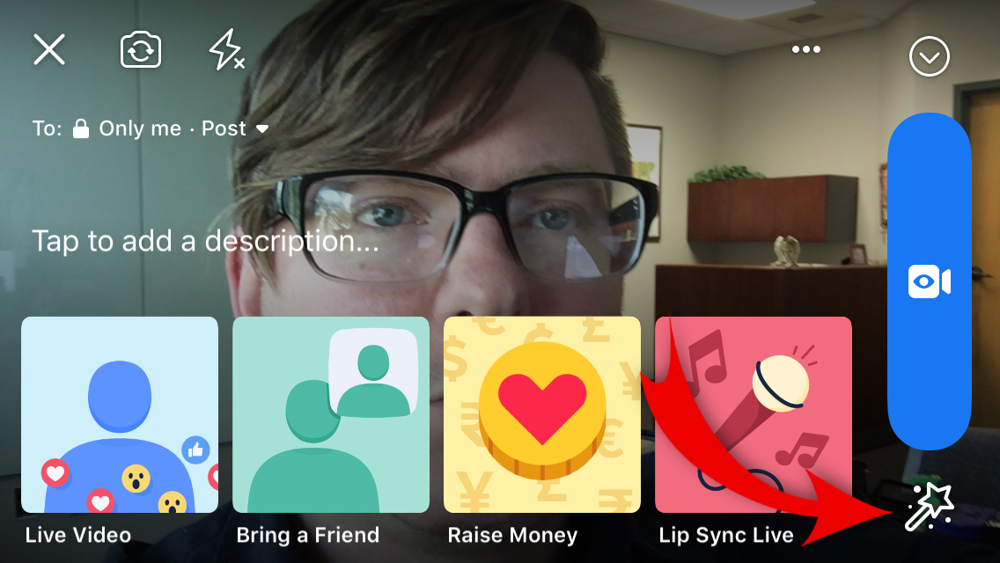 To: Only me · Post
Tap to add a description...
Live Video
Bring a Friend
Raise Money
Lip Sync Live